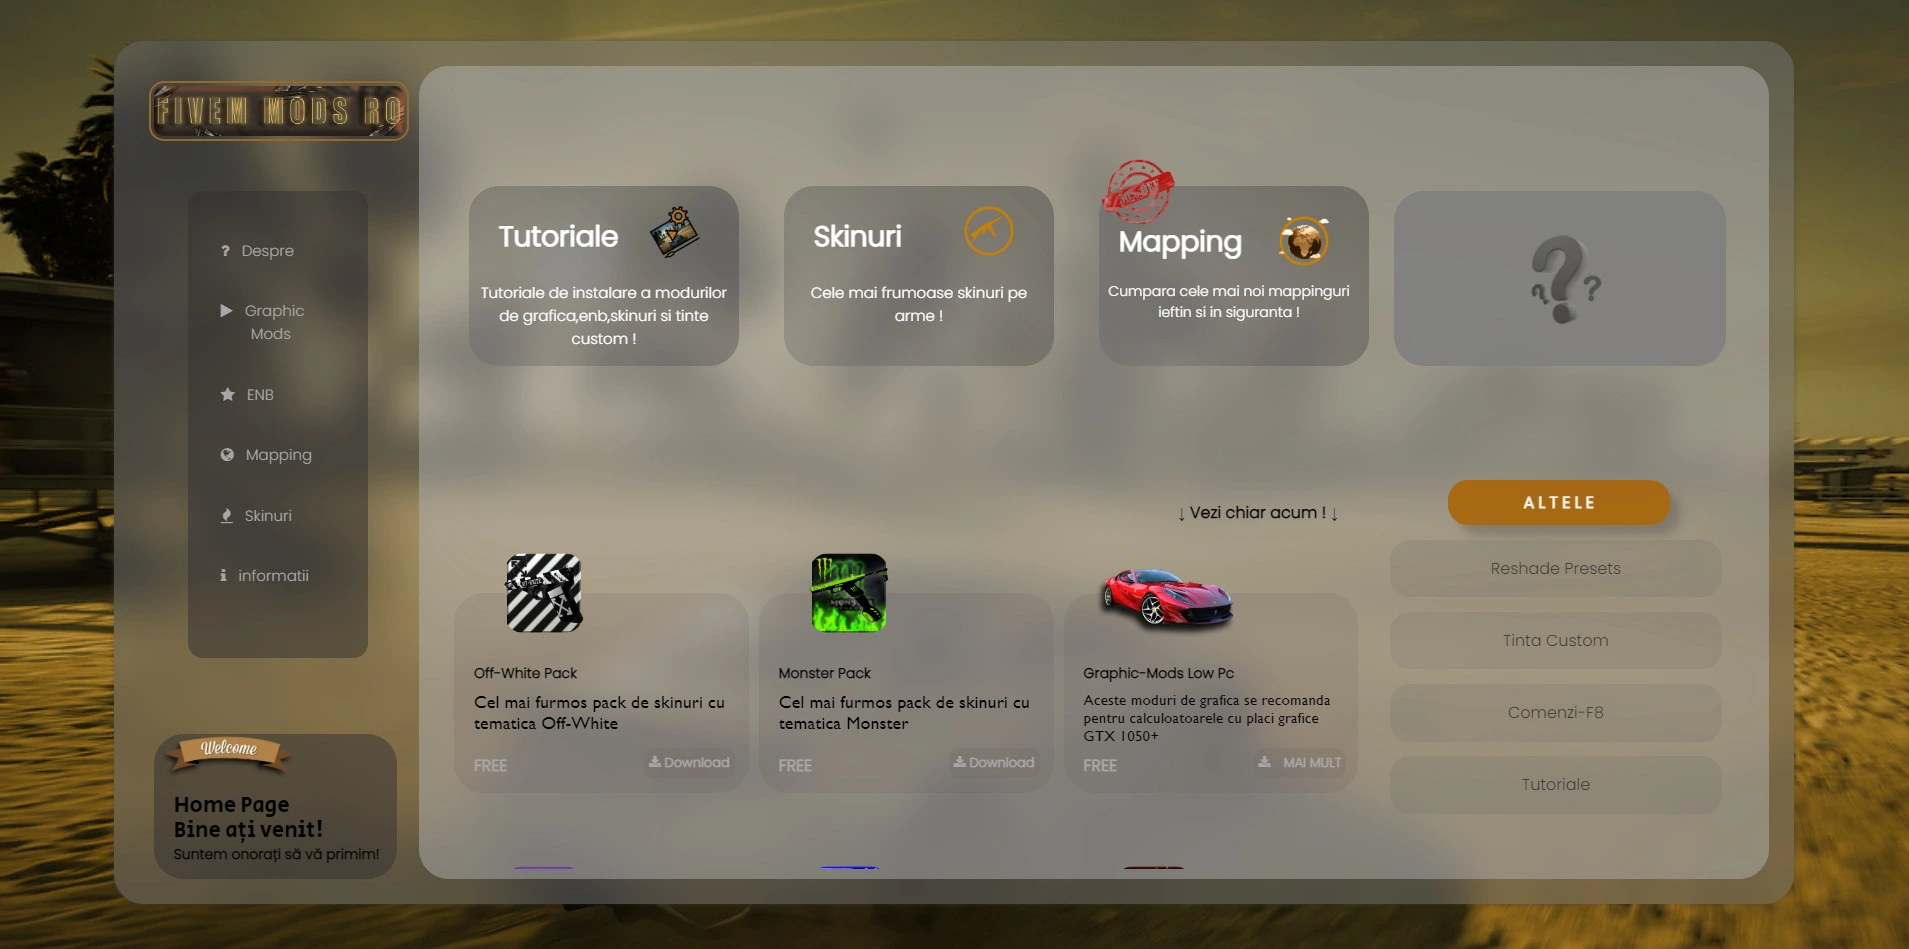 FIVEM MODS RO
? Despre
Graphic
Mods
ENB
Mapping
Skinuri
i informatii
Welcome
Home Page
Bine ați venit!
Suntem onorați să vă primim!
Tutoriale
Tutoriale de instalare a modurilor
de grafica,enb,skinuri si tinte
custom !
Skinuri
Cele mai frumoase skinuri pe
arme !
Mapping
Cumpara cele mai noi mappinguri
ieftin si in siguranta !
???
↓ Vezi chiar acum ! ↓
Off-White Pack
Cel mai furmos pack de skinuri cu
tematica Off-White
FREE
Download
Monster Pack
Cel mai furmos pack de skinuri cu
tematica Monster
FREE
Download
Graphic-Mods Low Pc
Aceste moduri de grafica se recomanda
pentru calculoatoarele cu placi grafice
GTX 1050+
FREE
MAI MULT
ALTELE
Reshade Presets
Tinta Custom
Comenzi-F8
Tutoriale